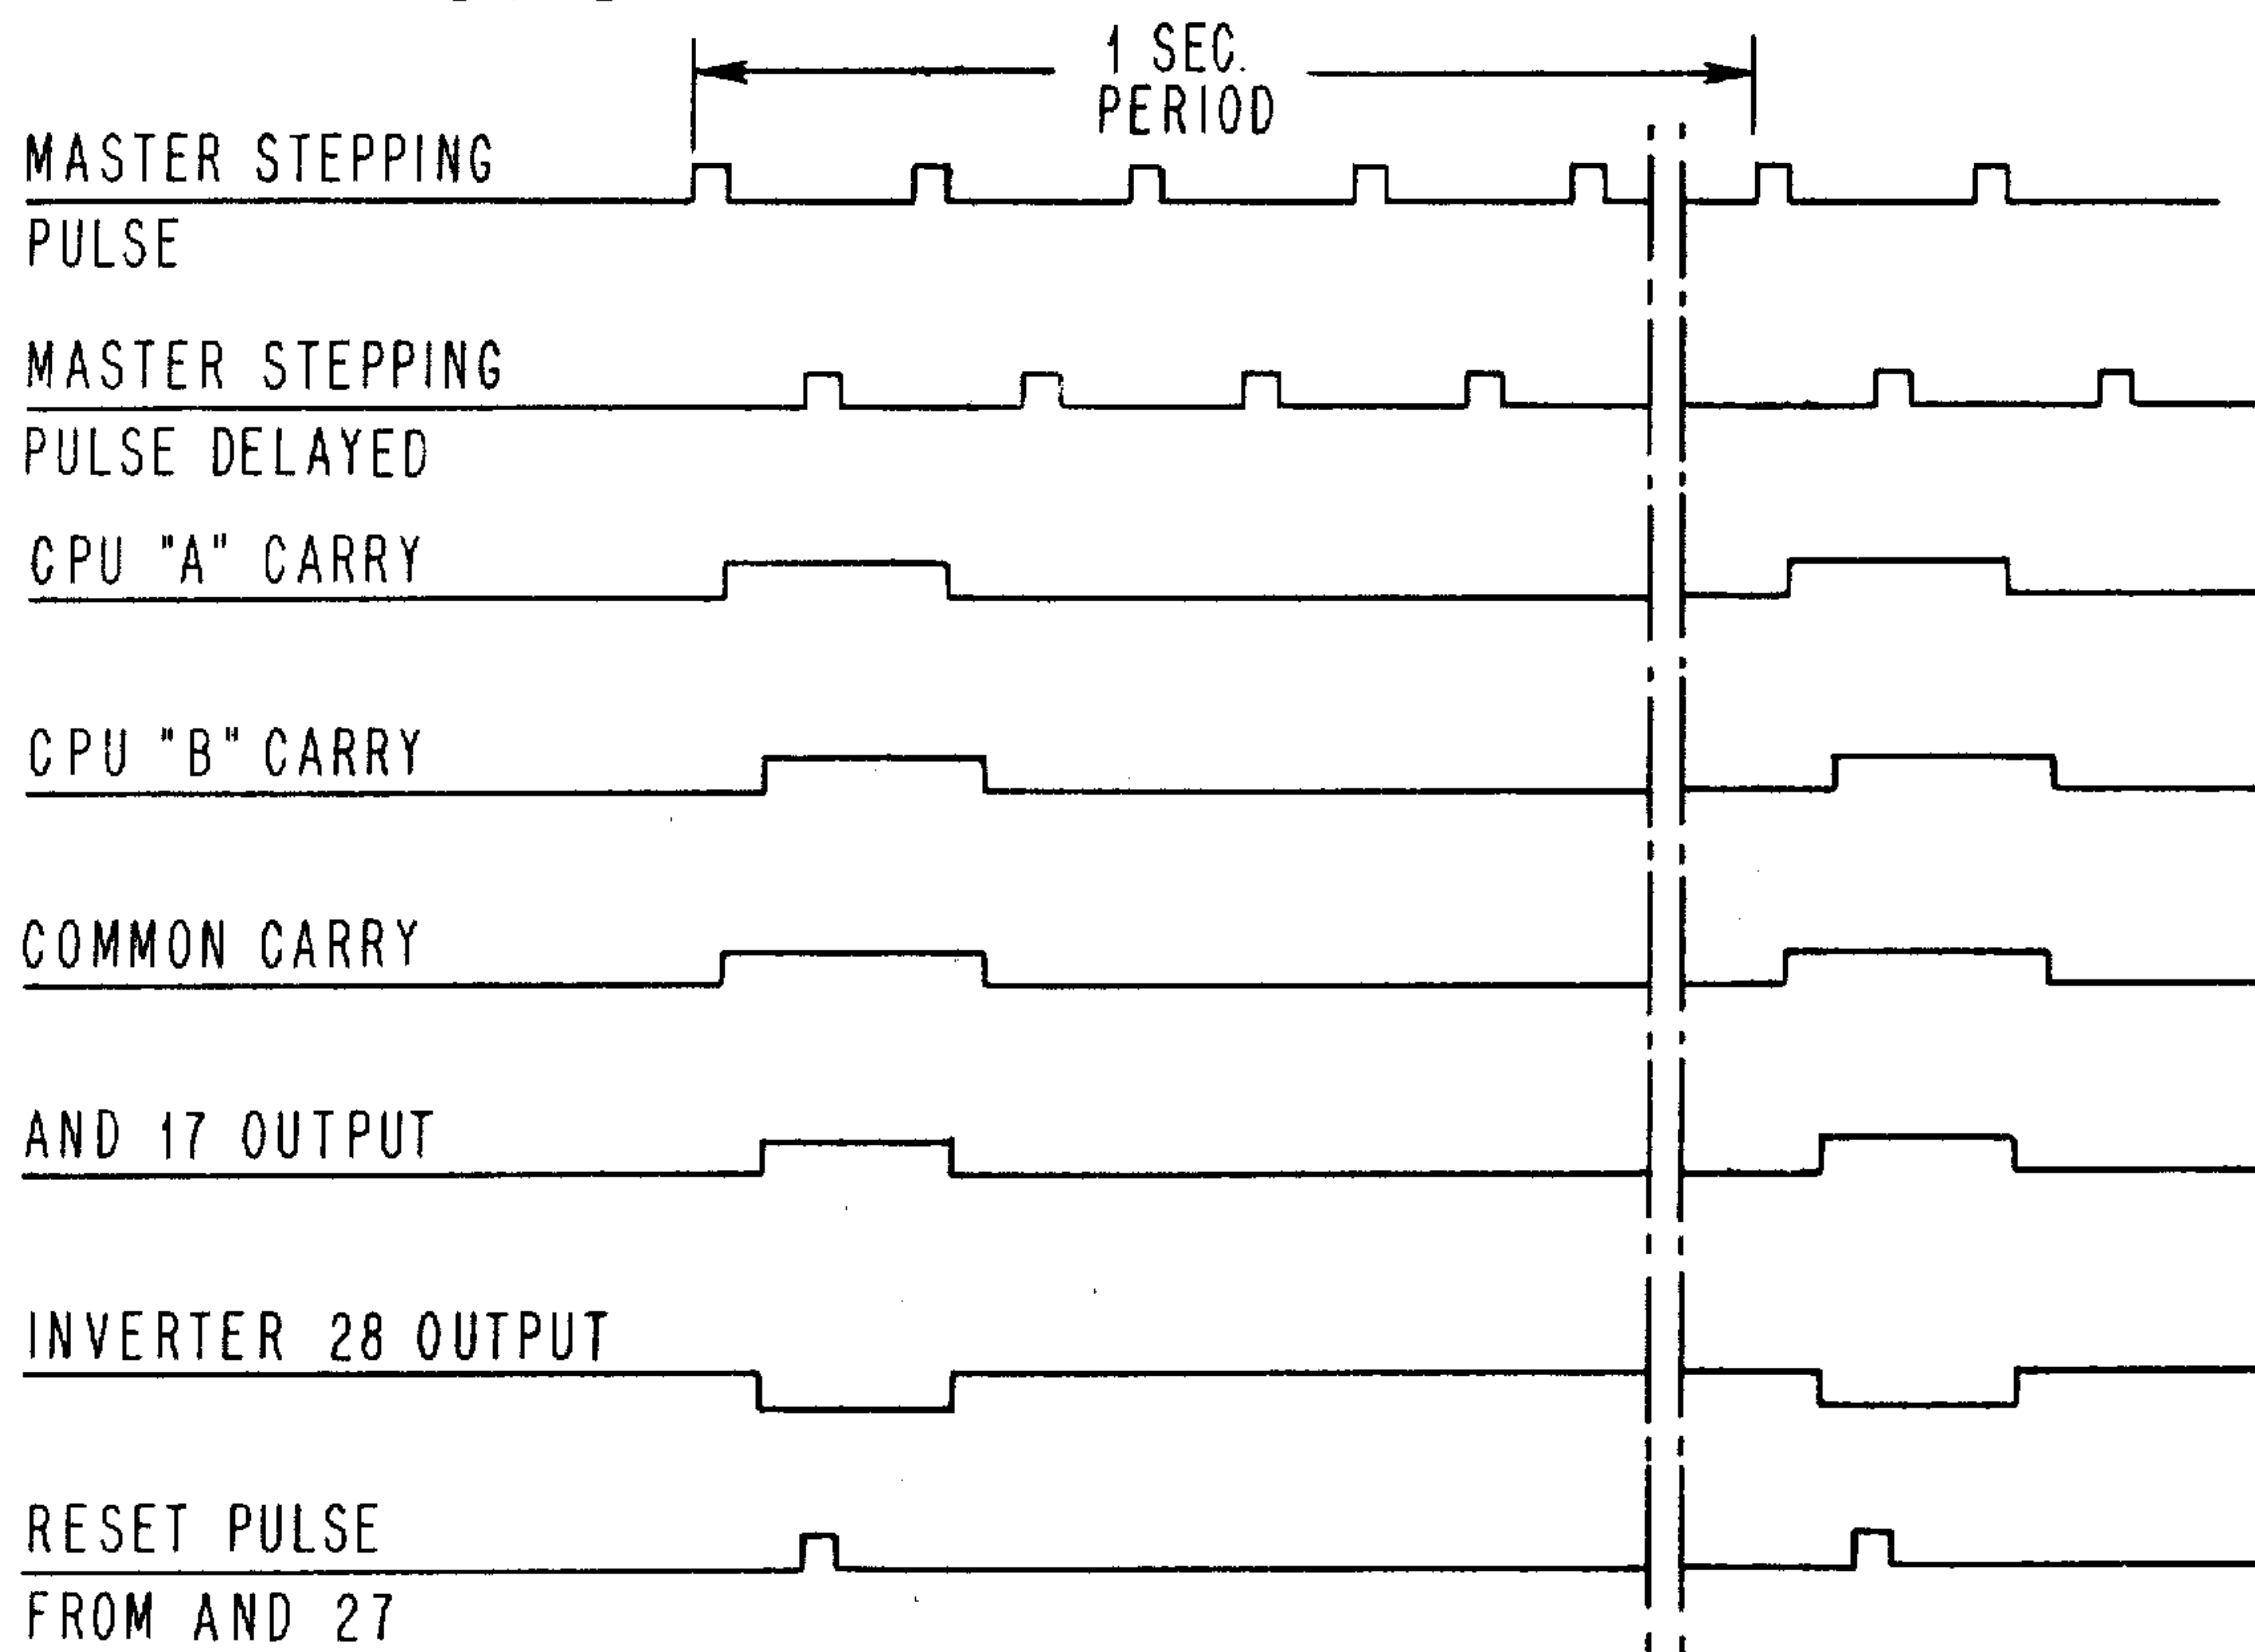 1 SEC.
PERIOD
MASTER STEPPING
PULSE
MASTER STEPPING
PULSE DELAYED
CPU "A" CARRY
CPU "B" CARRY
COMMON CARRY
AND 17 OUTPUT
INVERTER 28 OUTPUT
RESET PULSE
FROM AND 27